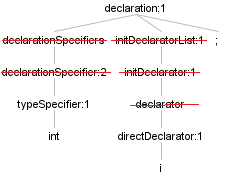 declaration:1
declarationSpecifiers initDeclaratorList:1 ;
declarationSpecifier:2 initDeclarator:1
typeSpecifier:1 declarator
int directDeclarator:1
i